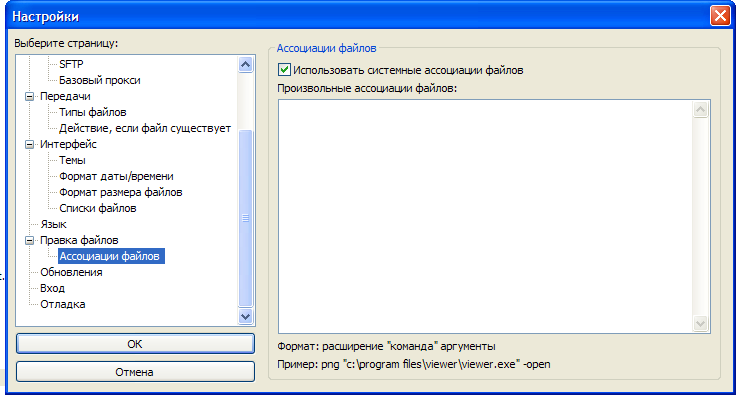 Настройки
Выберите страницу:
SFTP
Базовый прокси
Передачи
Типы файлов
Действие, если файл существует
Интерфейс
Темы
Формат даты/времени
Формат размера файлов
Списки файлов
Язык
Правка файлов
Ассоциации файлов
Обновления
Вход
Отладка
OK
Отмена
Ассоциации файлов
Использовать системные ассоциации файлов
Произвольные ассоциации файлов:
Формат: расширение "команда" аргументы
Пример: png "c:\program files\viewer\viewer.exe" -open